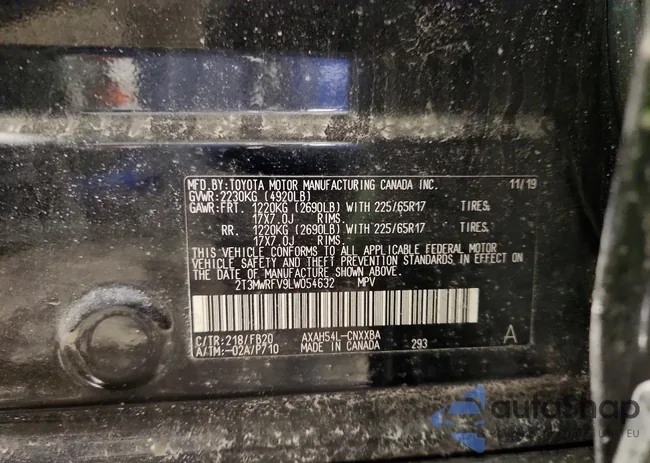 MFD.BY:TOYOTA MOTOR MANUFACTURING CANADA INC. 11/19
GVWR:2230KG (4920LB)
GAWR:FRT. 1220KG (2690LB) WITH 225/65R17 TIRES,
17X7.0J RIMS.
RR. 1220KG (2690LB) WITH 225/65R17 TIRES,
17X7.0J RIMS.
THIS VEHICLE CONFORMS TO ALL APPLICABLE FEDERAL MOTOR
VEHICLE SAFETY AND THEFT PREVENTION STANDARDS IN EFFECT ON
THE DATE OF MANUFACTURE SHOWN ABOVE.
2T3MWRFV9LW054632 MPV
C/TR:218/FB20 AXAH54L-CNXXBA A
A/TM:-02A/P710 MADE IN CANADA 293
autoSnap
EU